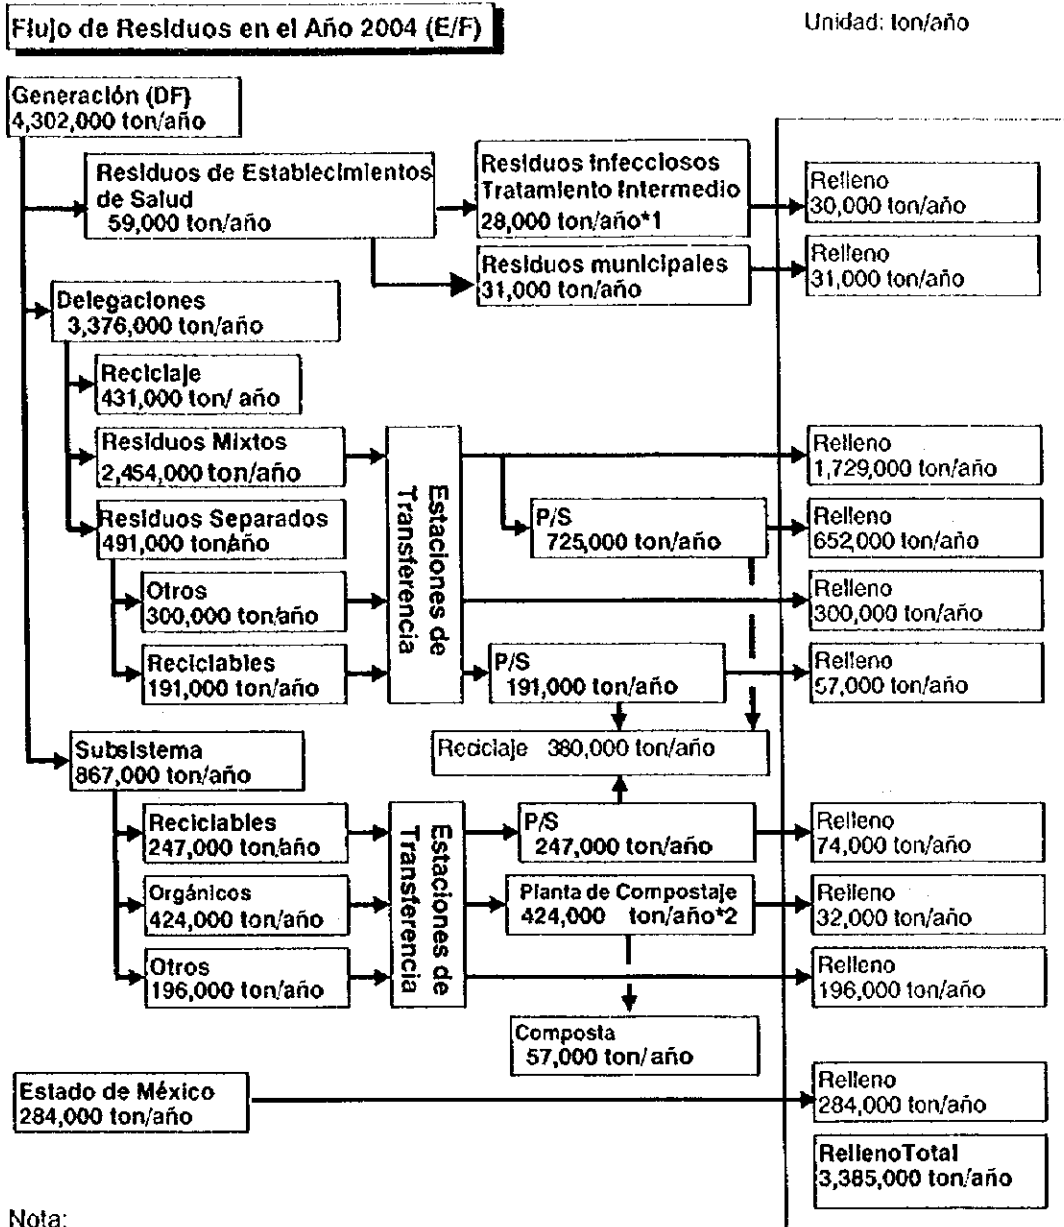 Flujo de Residuos en el Año 2004 (E/F)
Unidad: ton/año
Generación (DF)
4,302,000 ton/año
Residuos de Establecimientos
de Salud
59,000 ton/año
Residuos Infecciosos
Tratamiento Intermedio
28,000 ton/año*1
Relleno
30,000 ton/año
Residuos municipales
31,000 ton/año
Relleno
31,000 ton/año
Delegaciones
3,376,000 ton/año
Reciclaje
431,000 ton/ año
Residuos Mixtos
2,454,000 ton/año
Estaciones de
Transferencia
Relleno
1,729,000 ton/año
Residuos Separados
491,000 ton/año
P/S
725,000 ton/año
Relleno
652,000 ton/año
Otros
300,000 ton/año
Relleno
300,000 ton/año
Reciclables
191,000 ton/año
P/S
191,000 ton/año
Relleno
57,000 ton/año
Reciclaje 380,000 ton/año
Subsistema
867,000 ton/año
Reciclables
247,000 ton/año
Estaciones de
Transferencia
P/S
247,000 ton/año
Relleno
74,000 ton/año
Orgánicos
424,000 ton/año
Planta de Compostaje
424,000 ton/año*2
Relleno
32,000 ton/año
Otros
196,000 ton/año
Relleno
196,000 ton/año
Composta
57,000 ton/año
Estado de México
284,000 ton/año
Relleno
284,000 ton/año
RellenoTotal
3,385,000 ton/año
Nota: